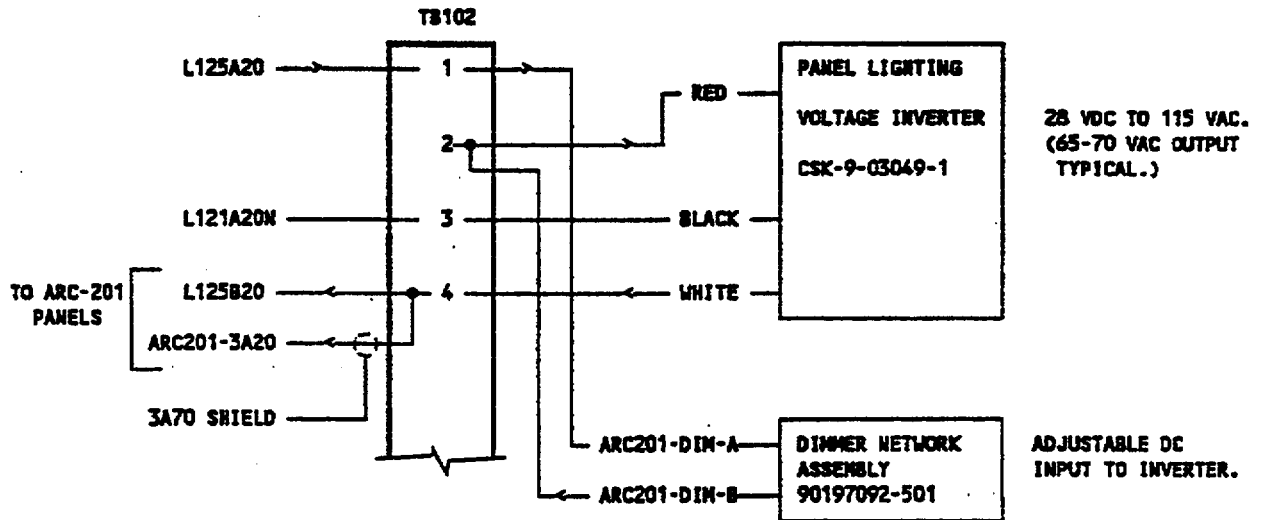 TB102
L125A20
1
PANEL LIGHTING
RED
VOLTAGE INVERTER
28 VDC TO 115 VAC.
2
(65-70 VAC OUTPUT
CSK-9-03049-1
TYPICAL.)
L121A20N
3
BLACK
TO ARC-201
PANELS
L125B20
4
WHITE
ARC201-3A20
3A70 SHIELD
ARC201-DIM-A
DIMMER NETWORK
ADJUSTABLE DC
ASSEMBLY
INPUT TO INVERTER.
ARC201-DIM-B
90197092-501